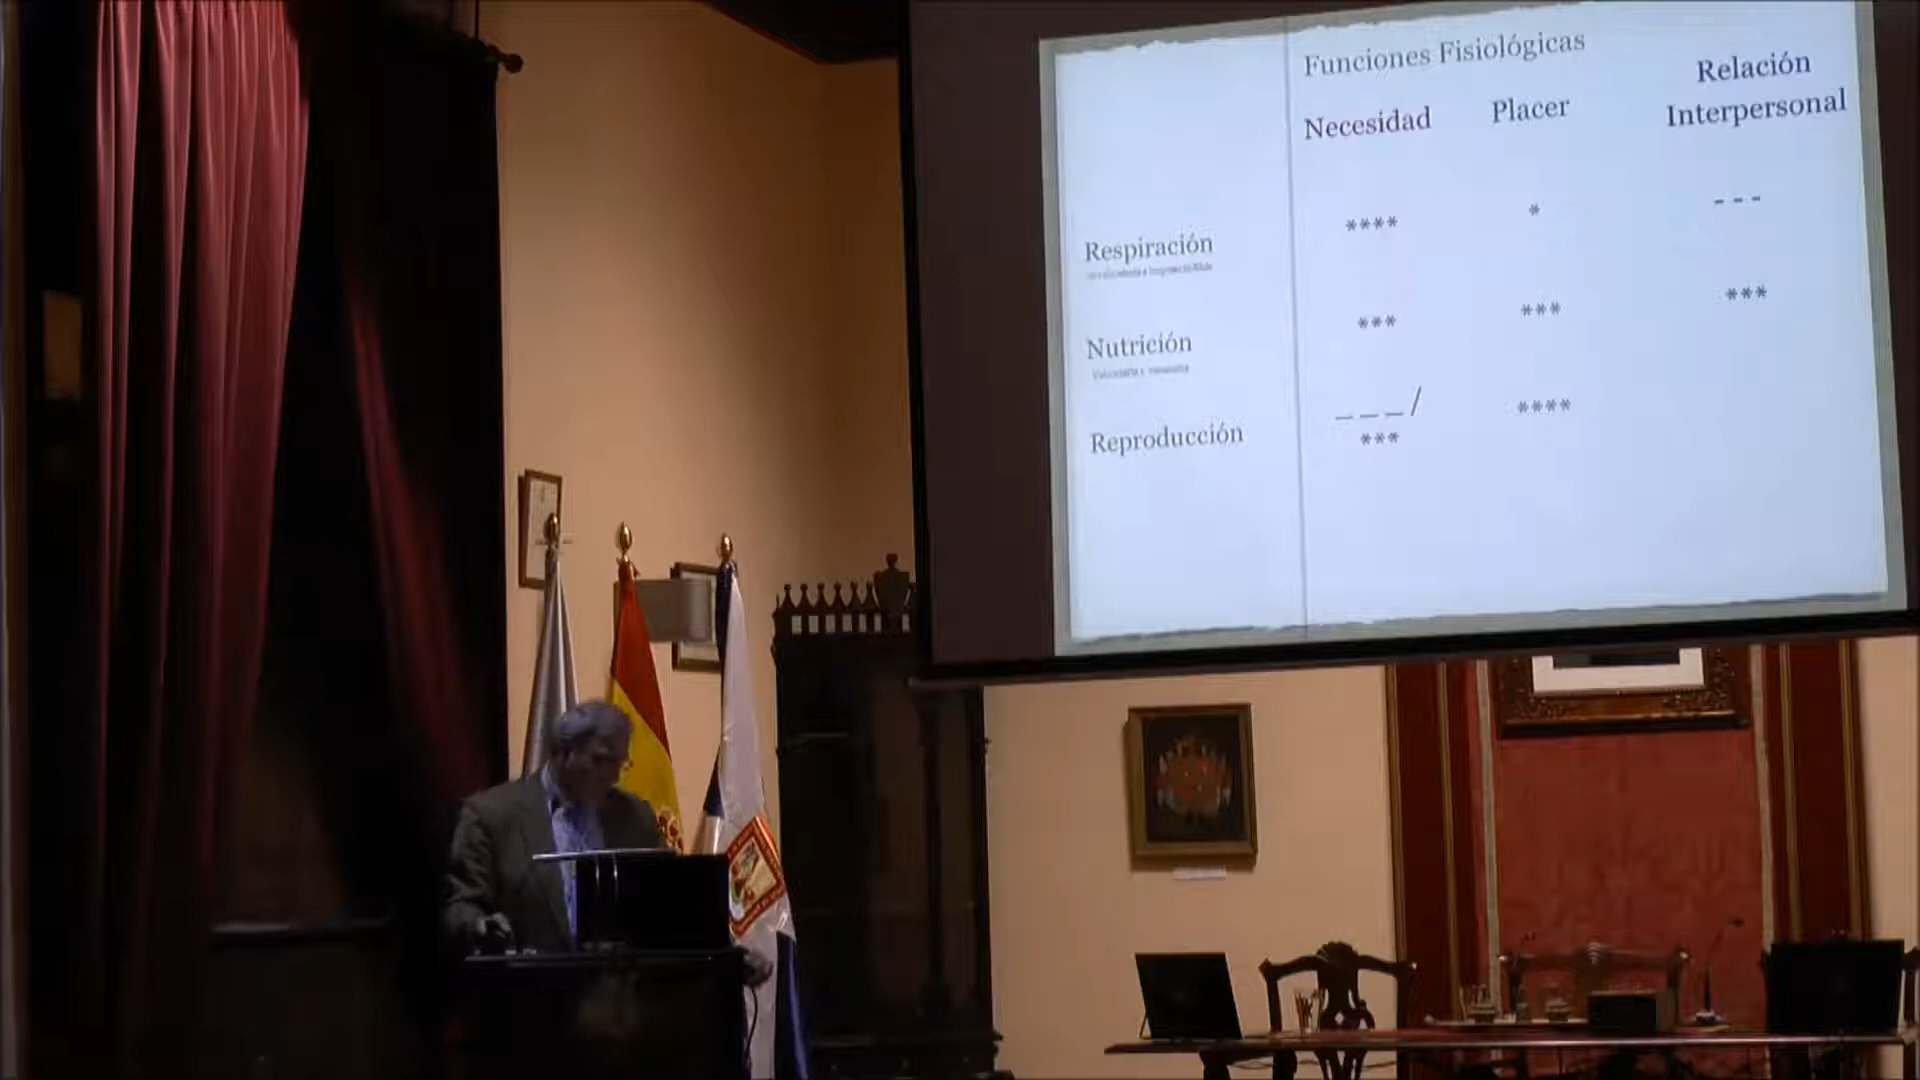 Funciones Fisiológicas
Necesidad Placer Relación
Interpersonal
Respiración **** * - - -
Nutrición *** *** ***
Reproducción _ _ _/ ****
***